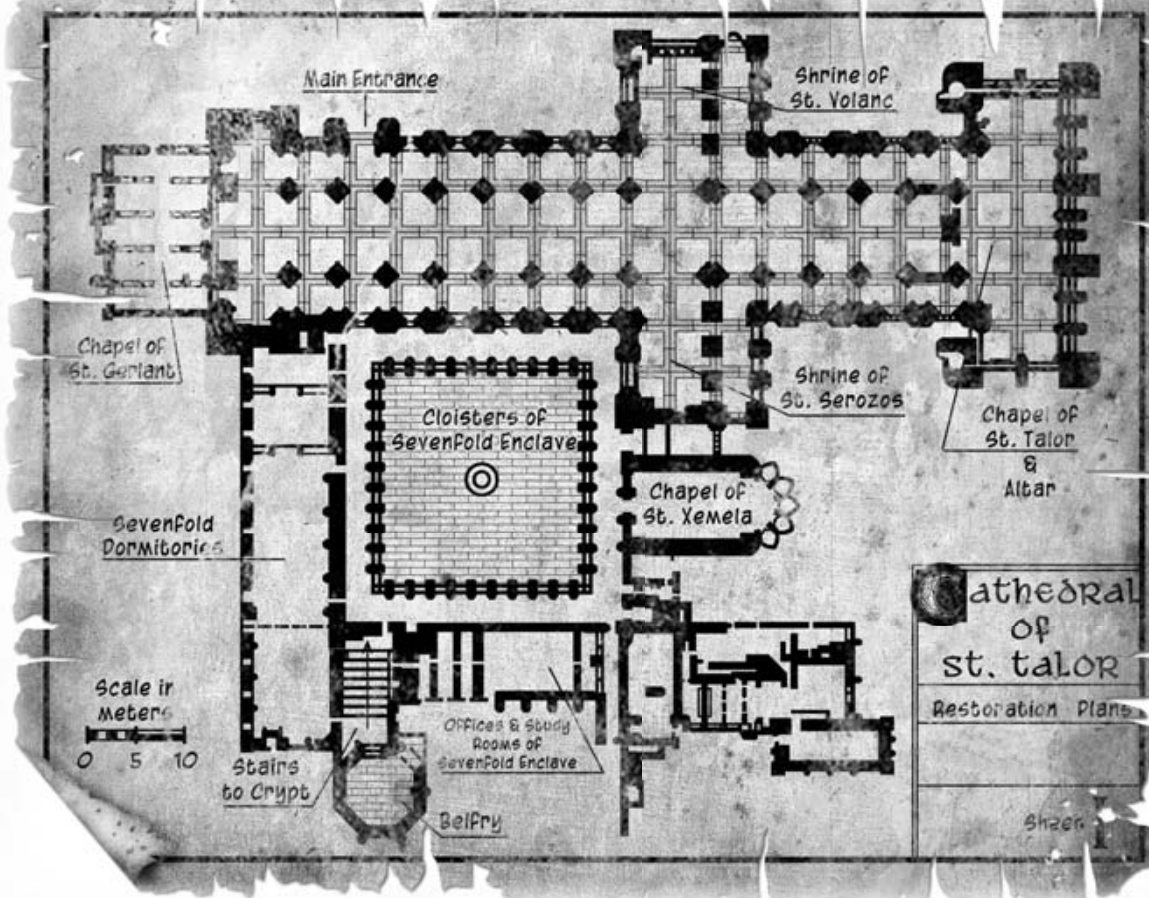 Main Entrance
Shrine of
St. Volanc
Chapel of
St. Gerlant
Cloisters of
Sevenfold Enclave
Shrine of
St. Serozos
Chapel of
St. Talor
&
Altar
Chapel of
St. Xemela
Sevenfold
Dormitories
Cathedral
of
St. Talor
Restoration Plans
Scale in
Meters
0 5 10
Stairs
to Crypt
Offices & Study
Rooms of
Sevenfold Enclave
Belfry
Sheet I